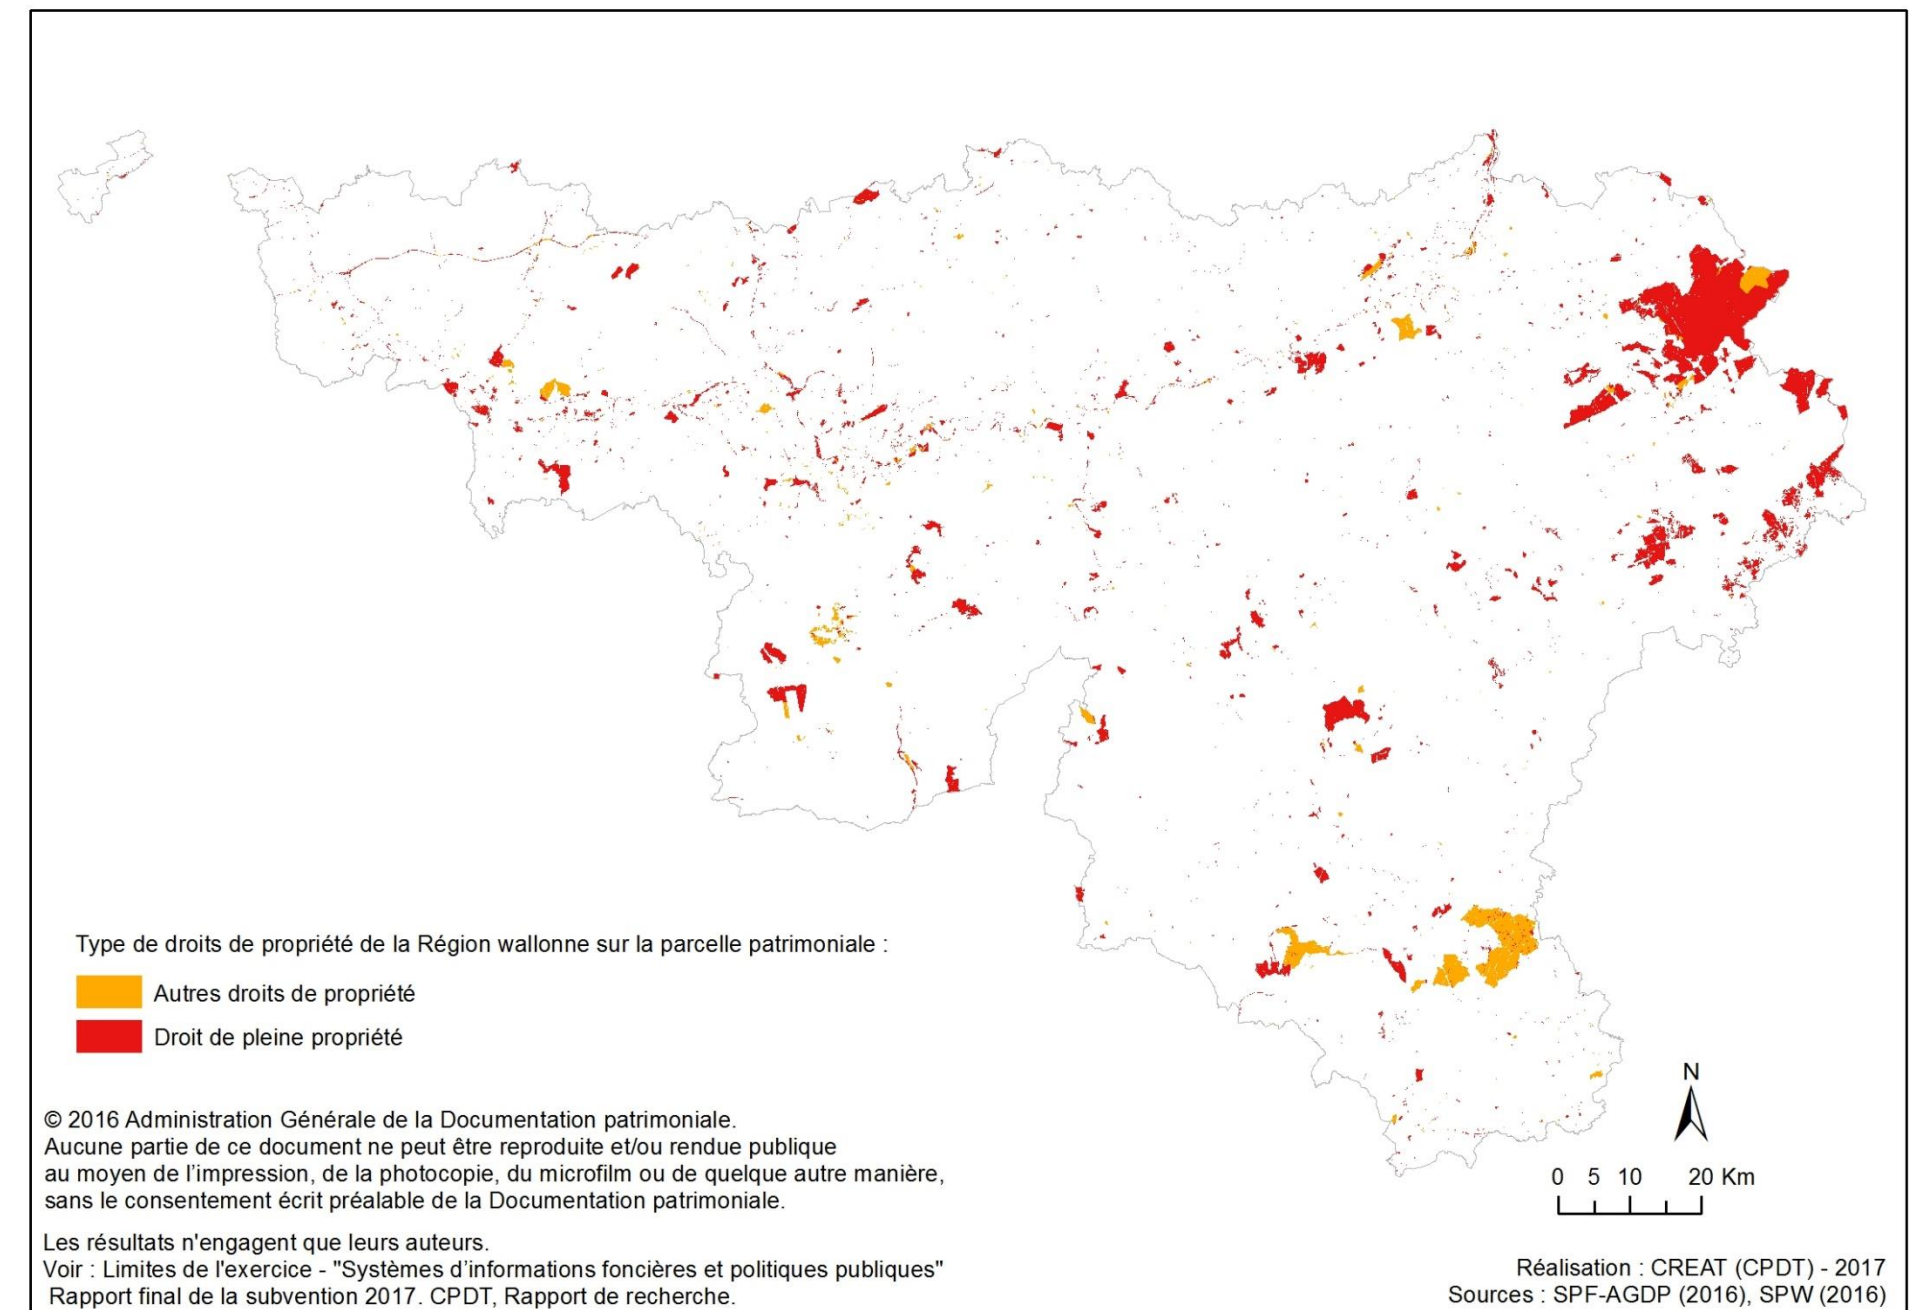 Type de droits de propriété de la Région wallonne sur la parcelle patrimoniale :
Autres droits de propriété
Droit de pleine propriété
© 2016 Administration Générale de la Documentation patrimoniale.
Aucune partie de ce document ne peut être reproduite et/ou rendue publique
au moyen de l'impression, de la photocopie, du microfilm ou de quelque autre manière,
sans le consentement écrit préalable de la Documentation patrimoniale.
Les résultats n'engagent que leurs auteurs.
Voir : Limites de l'exercice - "Systèmes d'informations foncières et politiques publiques"
Rapport final de la subvention 2017. CPDT, Rapport de recherche.
N
0 5 10 20 Km
Réalisation : CREAT (CPDT) - 2017
Sources : SPF-AGDP (2016), SPW (2016)